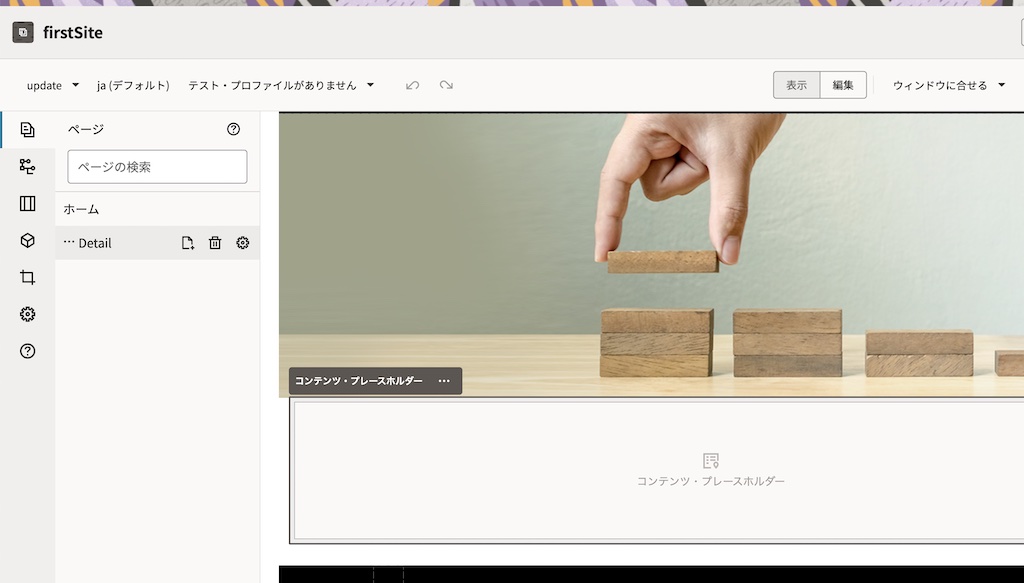 firstSite
update
ja (デフォルト)
テスト・プロファイルがありません
表示
編集
ウィンドウに合せる
ページ
ページの検索
ホーム
Detail
コンテンツ・プレースホルダー
コンテンツ・プレースホルダー